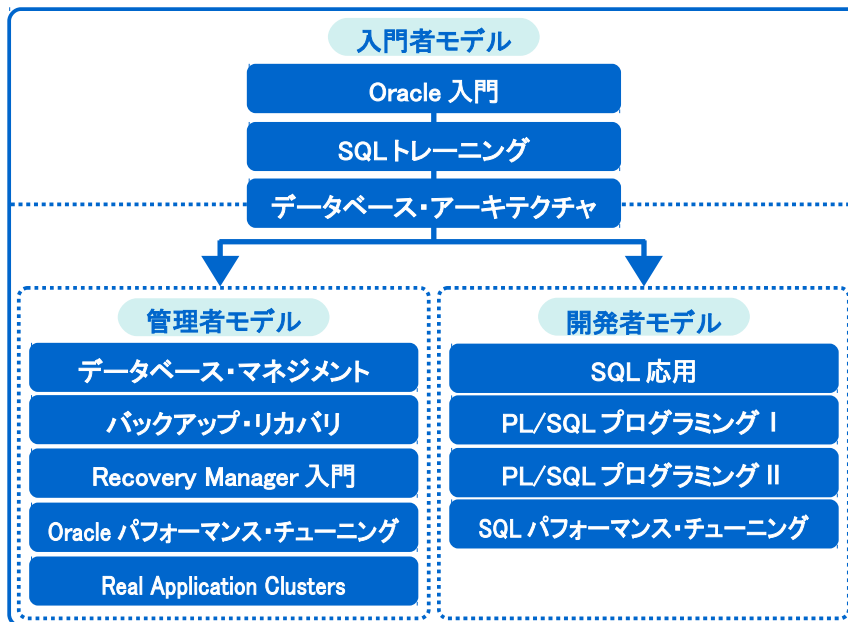 入門者モデル
Oracle 入門
SQL トレーニング
データベース・アーキテクチャ
管理者モデル
データベース・マネジメント
バックアップ・リカバリ
Recovery Manager 入門
Oracle パフォーマンス・チューニング
Real Application Clusters
開発者モデル
SQL 応用
PL/SQL プログラミング Ⅰ
PL/SQL プログラミング Ⅱ
SQL パフォーマンス・チューニング